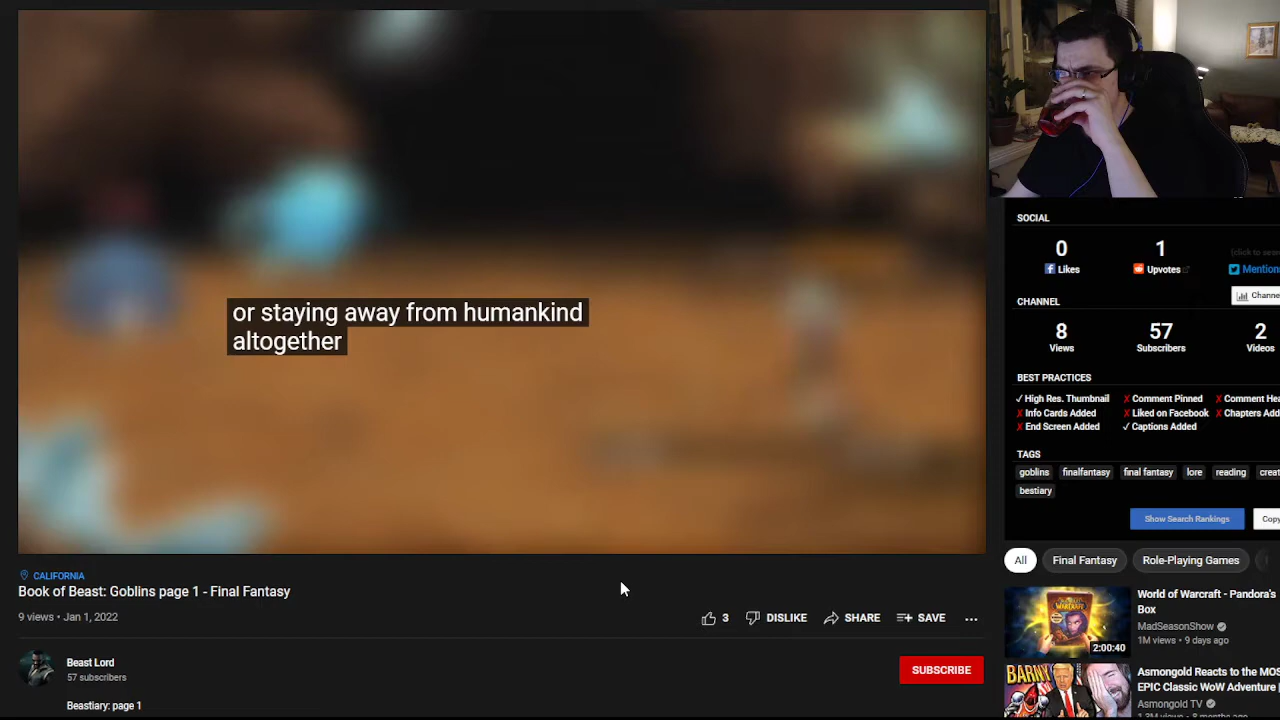 or staying away from humankind
altogether
CALIFORNIA
Book of Beast: Goblins page 1 - Final Fantasy
9 views • Jan 1, 2022
3
DISLIKE
SHARE
SAVE
Beast Lord
57 subscribers
SUBSCRIBE
Beastiary: page 1
SOCIAL
0
1
(click to see
Likes
Upvotes
Mention
CHANNEL
Channe
8
57
2
Views
Subscribers
Videos
BEST PRACTICES
✓ High Res. Thumbnail
✗ Comment Pinned
✗ Comment Hea
✗ Info Cards Added
✗ Liked on Facebook
✗ Chapters Adde
✗ End Screen Added
✓ Captions Added
TAGS
goblins
finalfantasy
final fantasy
lore
reading
creat
bestiary
Show Search Rankings
Copy
All
Final Fantasy
Role-Playing Games
World of Warcraft - Pandora's
Box
MadSeasonShow
1M views • 9 days ago
2:00:40
BARNY
Asmongold Reacts to the MOS
EPIC Classic WoW Adventure |
Asmongold TV